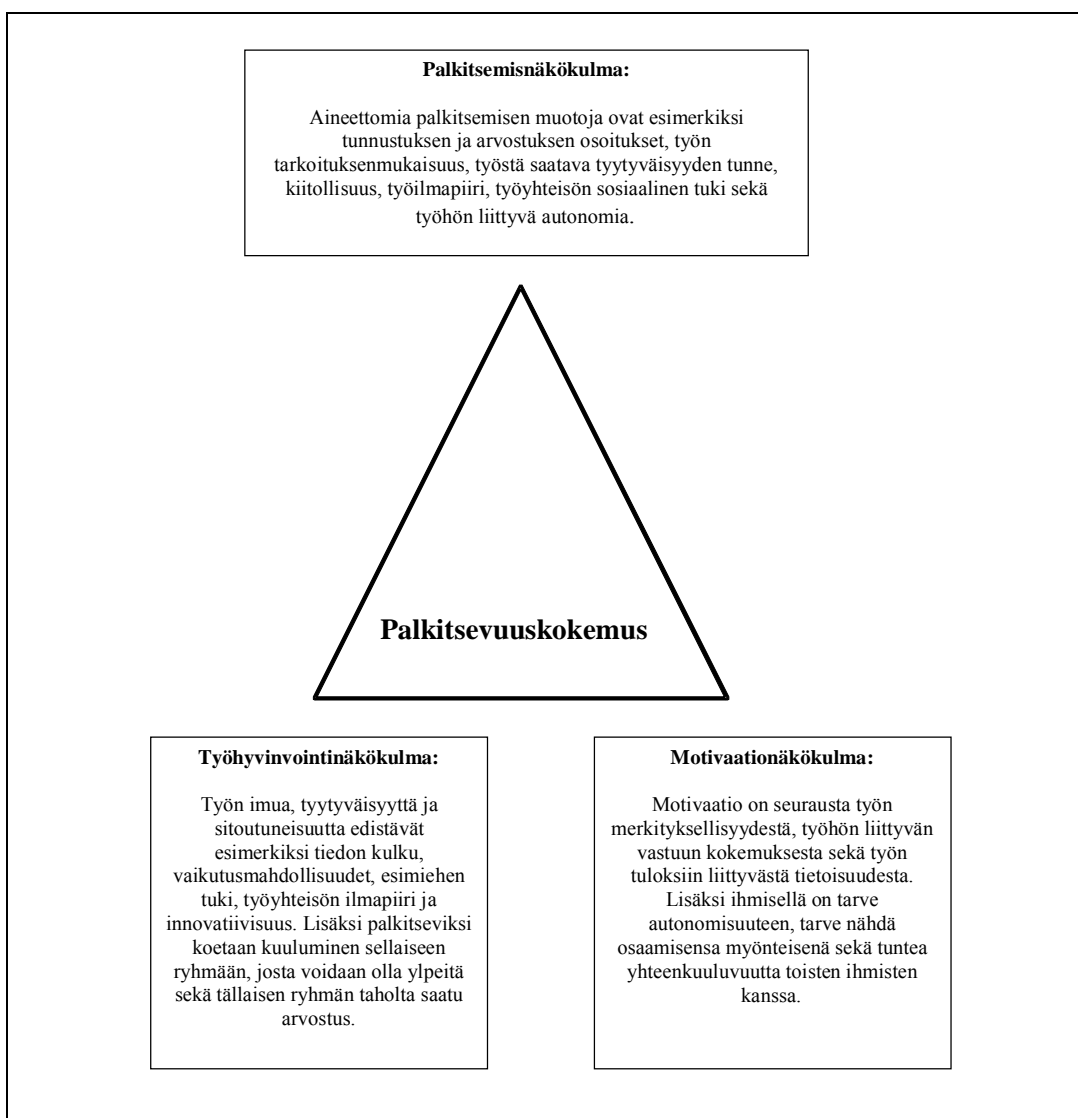 Palkitsemisnäkökulma:
Aineettomia palkitsemisen muotoja ovat esimerkiksi
tunnustuksen ja arvostuksen osoitukset, työn
tarkoituksenmukaisuus, työstä saatava tyytyväisyyden tunne,
kiitollisuus, työilmapiiri, työyhteisön sosiaalinen tuki sekä
työhön liittyvä autonomia.
Palkitsevuuskokemus
Työhyvinvointinäkökulma:
Työn imua, tyytyväisyyttä ja
sitoutuneisuutta edistävät
esimerkiksi tiedon kulku,
vaikutusmahdollisuudet, esimiehen
tuki, työyhteisön ilmapiiri ja
innovatiivisuus. Lisäksi palkitseviksi
koetaan kuuluminen sellaiseen
ryhmään, josta voidaan olla ylpeitä
sekä tällaisen ryhmän taholta saatu
arvostus.
Motivaationäkökulma:
Motivaatio on seurausta työn
merkityksellisyydestä, työhön liittyvän
vastuun kokemuksesta sekä työn
tuloksiin liittyvästä tietoisuudesta.
Lisäksi ihmisellä on tarve
autonomisuuteen, tarve nähdä
osaamisensa myönteisenä sekä tuntea
yhteenkuuluvuutta toisten ihmisten
kanssa.